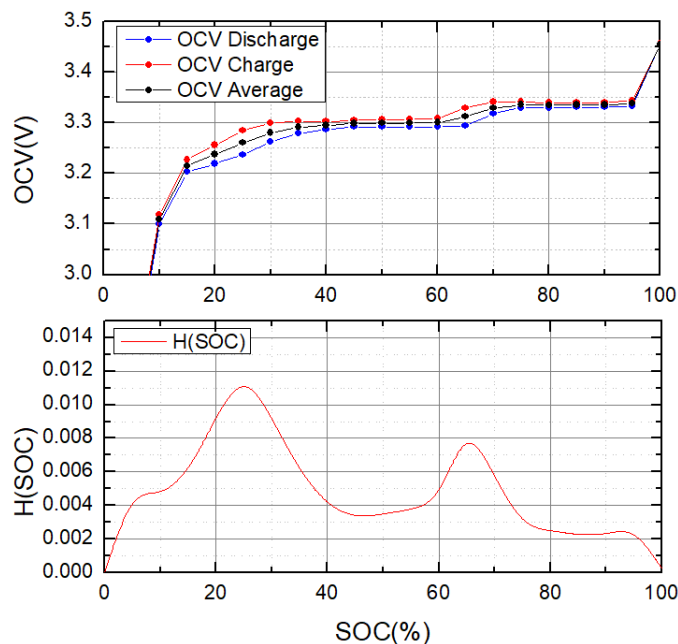 3.5
3.4
3.3
3.2
3.1
3.0
OCV(V)
OCV Discharge
OCV Charge
OCV Average
0 20 40 60 80 100
0.014
0.012
0.010
0.008
0.006
0.004
0.002
0.000
H(SOC)
H(SOC)
0 20 40 60 80 100
SOC(%)